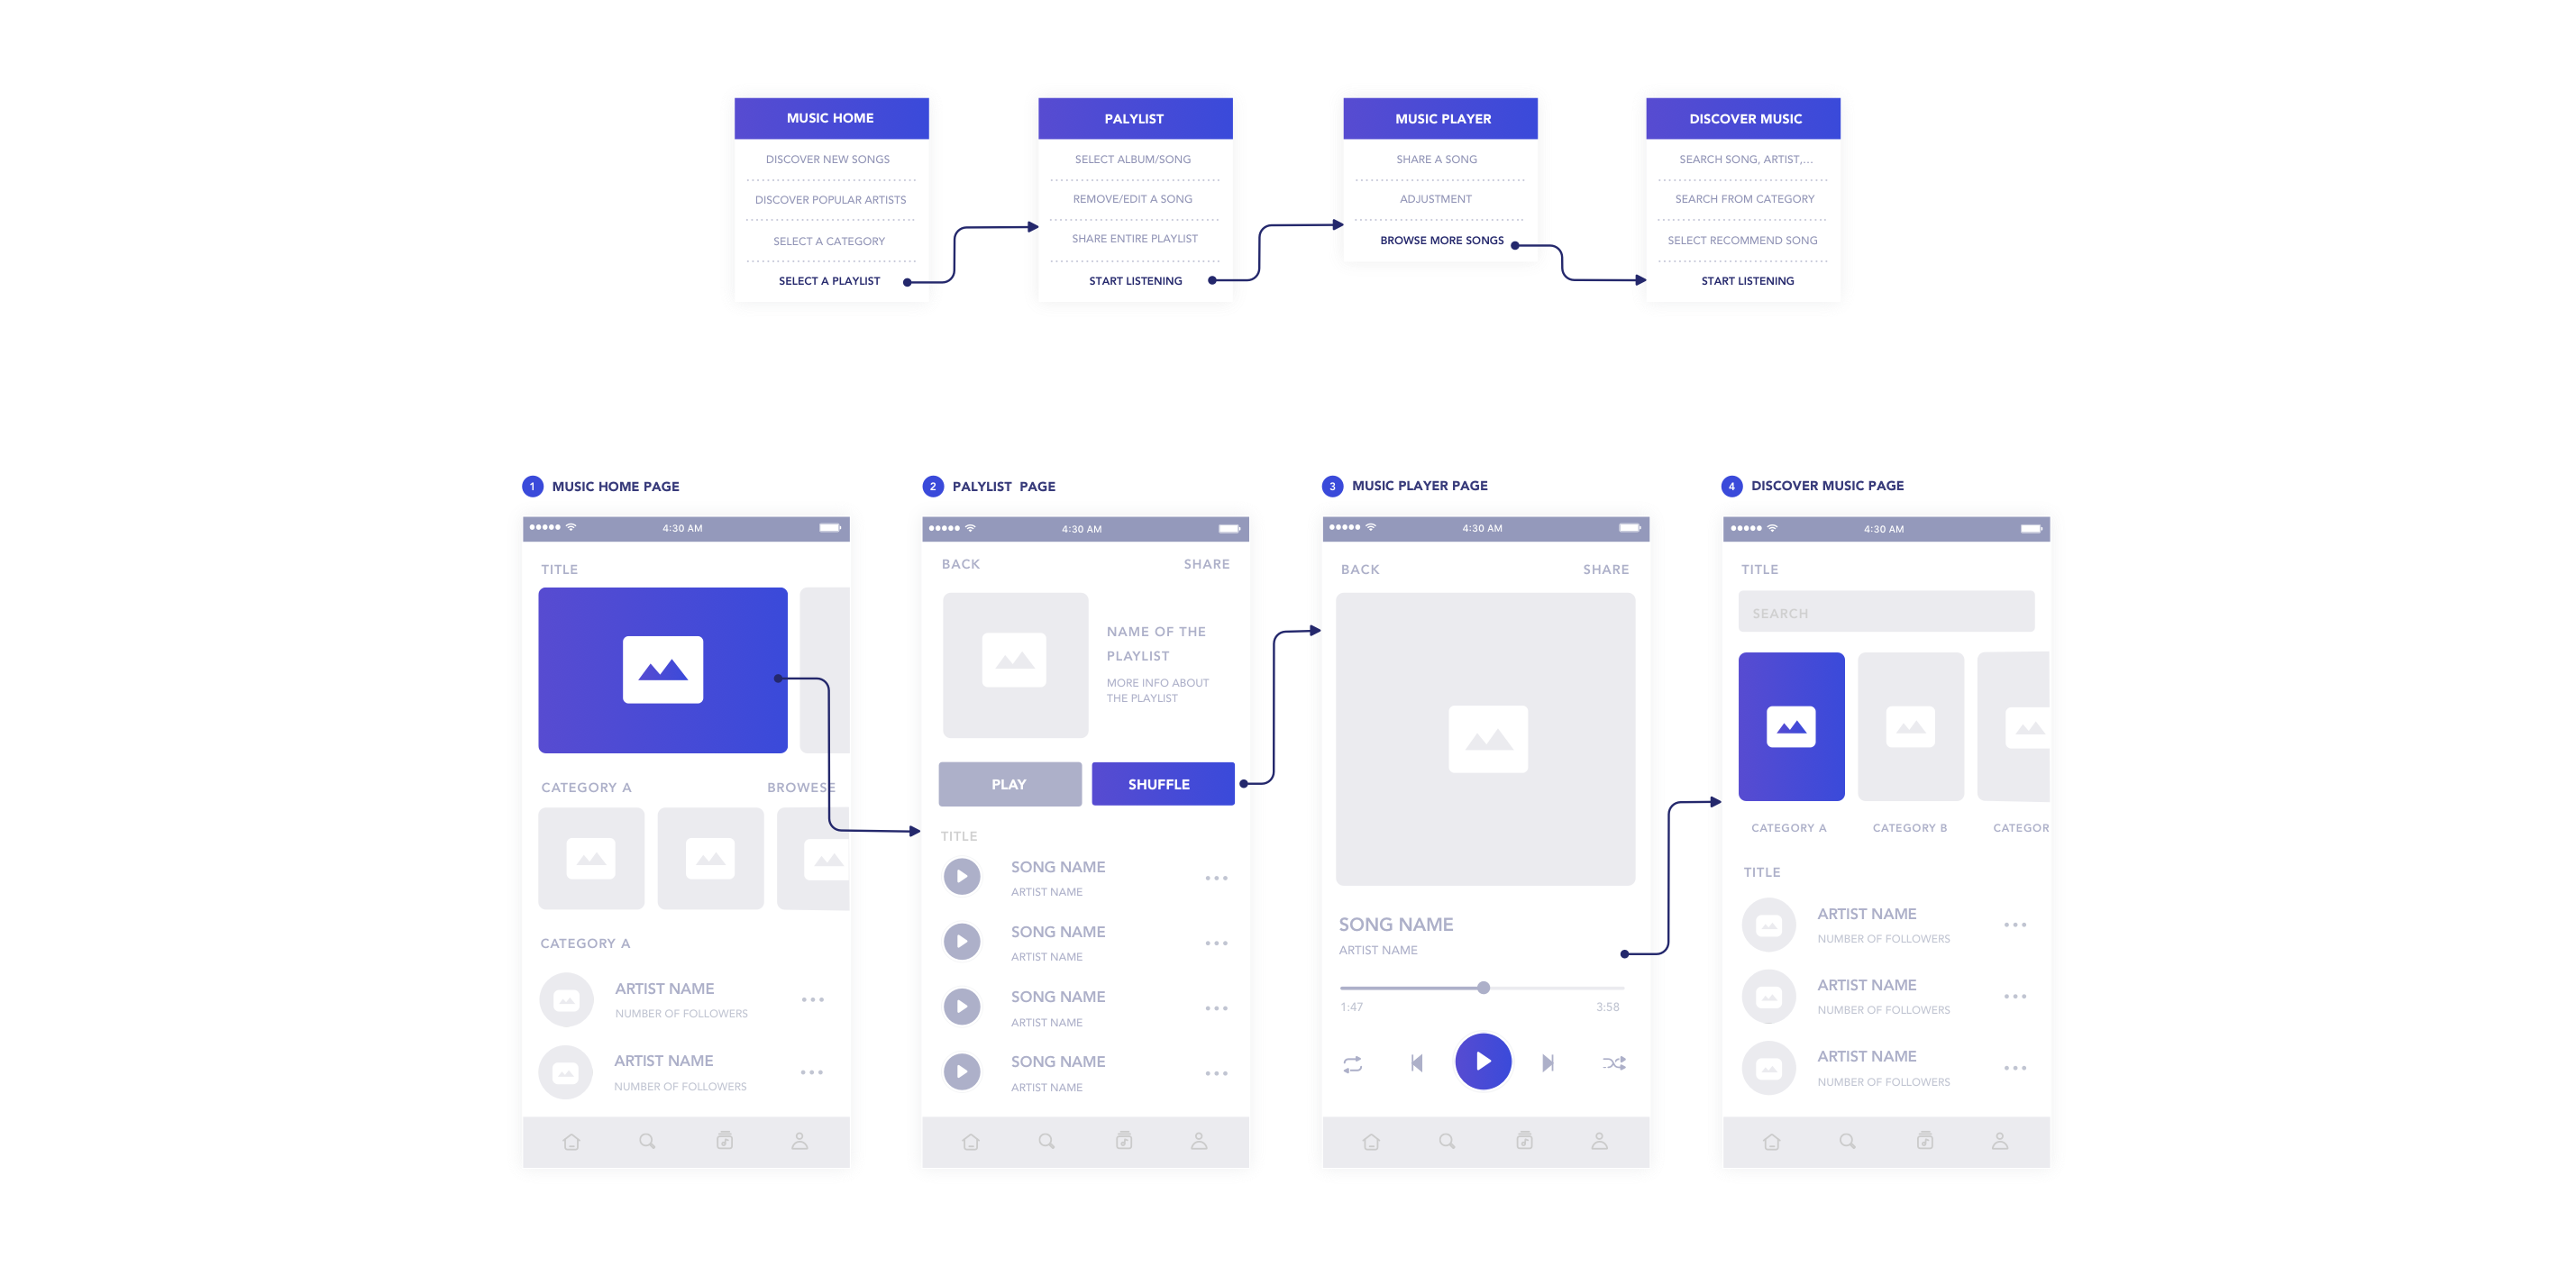 MUSIC HOME
DISCOVER NEW SONGS
DISCOVER POPULAR ARTISTS
SELECT A CATEGORY
SELECT A PLAYLIST
PALYLIST
SELECT ALBUM/SONG
REMOVE/EDIT A SONG
SHARE ENTIRE PLAYLIST
START LISTENING
MUSIC PLAYER
SHARE A SONG
ADJUSTMENT
BROWSE MORE SONGS
DISCOVER MUSIC
SEARCH SONG, ARTIST,...
SEARCH FROM CATEGORY
SELECT RECOMMEND SONG
START LISTENING
1 MUSIC HOME PAGE
4:30 AM
TITLE
CATEGORY A BROWSE
CATEGORY A
ARTIST NAME
NUMBER OF FOLLOWERS
ARTIST NAME
NUMBER OF FOLLOWERS
2 PALYLIST PAGE
4:30 AM
BACK SHARE
NAME OF THE
PLAYLIST
MORE INFO ABOUT
THE PLAYLIST
PLAY SHUFFLE
TITLE
SONG NAME
ARTIST NAME
SONG NAME
ARTIST NAME
SONG NAME
ARTIST NAME
SONG NAME
ARTIST NAME
3 MUSIC PLAYER PAGE
4:30 AM
BACK SHARE
SONG NAME
ARTIST NAME
1:47 3:58
4 DISCOVER MUSIC PAGE
4:30 AM
TITLE
SEARCH
CATEGORY A CATEGORY B CATEGOR
TITLE
ARTIST NAME
NUMBER OF FOLLOWERS
ARTIST NAME
NUMBER OF FOLLOWERS
ARTIST NAME
NUMBER OF FOLLOWERS